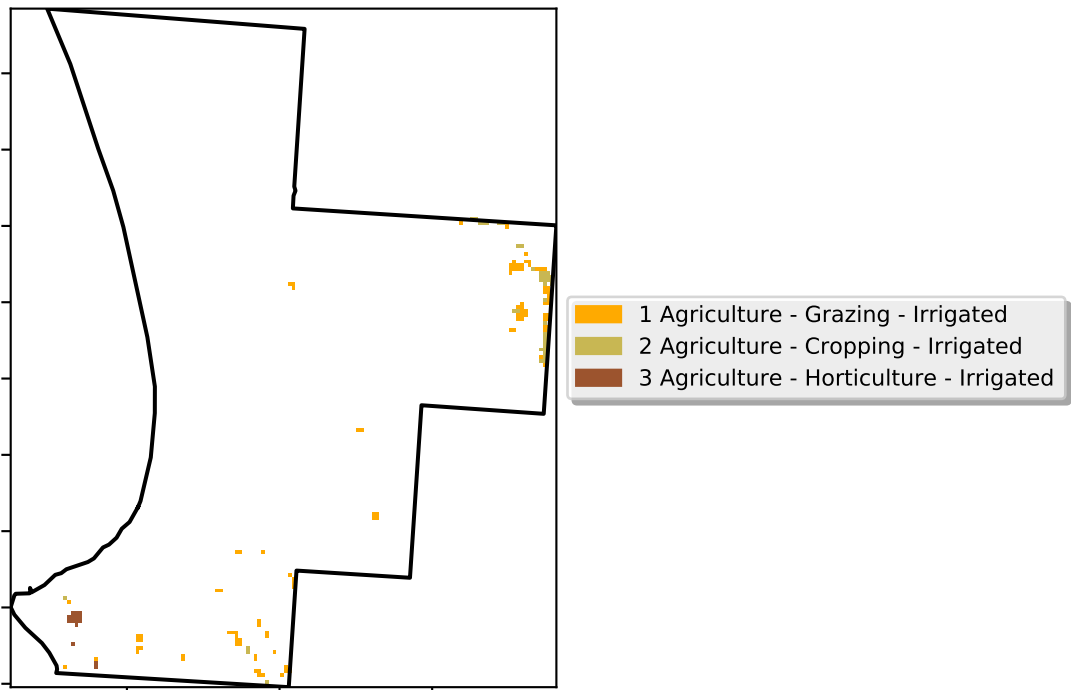 1 Agriculture - Grazing - Irrigated
2 Agriculture - Cropping - Irrigated
3 Agriculture - Horticulture - Irrigated